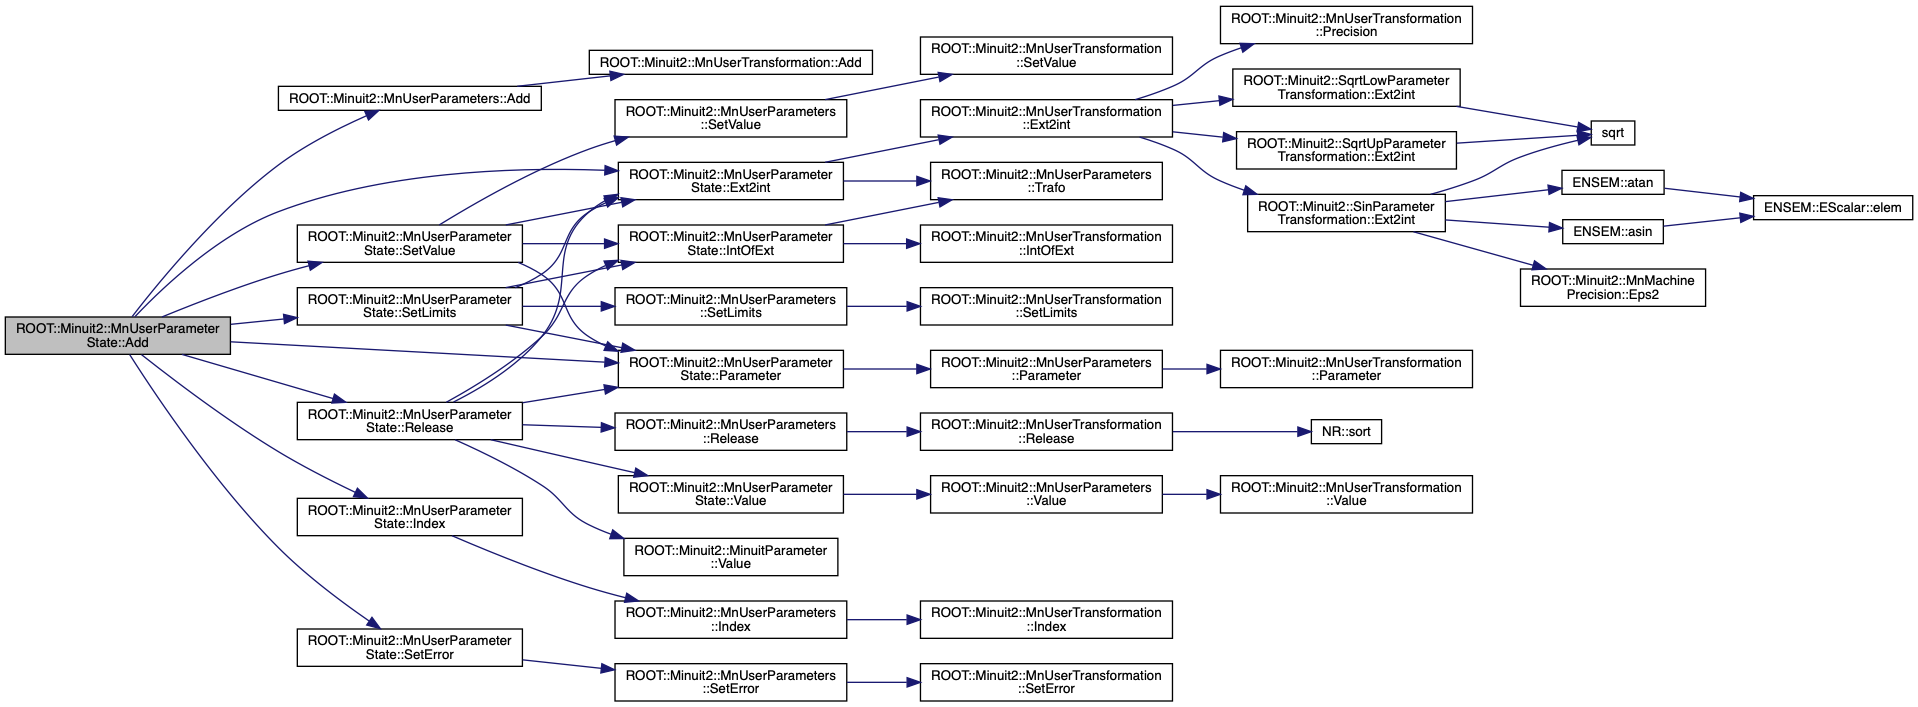 ROOT::Minuit2::MnUserParameter
State::Add
ROOT::Minuit2::MnUserParameters::Add
ROOT::Minuit2::MnUserParameter
State::SetValue
ROOT::Minuit2::MnUserParameter
State::SetLimits
ROOT::Minuit2::MnUserParameter
State::Release
ROOT::Minuit2::MnUserParameter
State::Index
ROOT::Minuit2::MnUserParameter
State::SetError
ROOT::Minuit2::MnUserTransformation::Add
ROOT::Minuit2::MnUserParameters
::SetValue
ROOT::Minuit2::MnUserParameter
State::Ext2int
ROOT::Minuit2::MnUserParameter
State::IntOfExt
ROOT::Minuit2::MnUserParameters
::SetLimits
ROOT::Minuit2::MnUserParameter
State::Parameter
ROOT::Minuit2::MnUserParameters
::Release
ROOT::Minuit2::MnUserParameter
State::Value
ROOT::Minuit2::MinuitParameter
::Value
ROOT::Minuit2::MnUserParameters
::Index
ROOT::Minuit2::MnUserParameters
::SetError
ROOT::Minuit2::MnUserTransformation
::SetValue
ROOT::Minuit2::MnUserTransformation
::Ext2int
ROOT::Minuit2::MnUserParameters
::Trafo
ROOT::Minuit2::MnUserTransformation
::IntOfExt
ROOT::Minuit2::MnUserTransformation
::SetLimits
ROOT::Minuit2::MnUserParameters
::Parameter
ROOT::Minuit2::MnUserTransformation
::Release
ROOT::Minuit2::MnUserParameters
::Value
ROOT::Minuit2::MnUserTransformation
::Index
ROOT::Minuit2::MnUserTransformation
::SetError
ROOT::Minuit2::MnUserTransformation
::Precision
ROOT::Minuit2::SqrtLowParameter
Transformation::Ext2int
ROOT::Minuit2::SqrtUpParameter
Transformation::Ext2int
ROOT::Minuit2::SinParameter
Transformation::Ext2int
ROOT::Minuit2::MnUserTransformation
::Parameter
NR::sort
ROOT::Minuit2::MnUserTransformation
::Value
sqrt
ENSEM::atan
ENSEM::asin
ROOT::Minuit2::MnMachine
Precision::Eps2
ENSEM::EScalar::elem